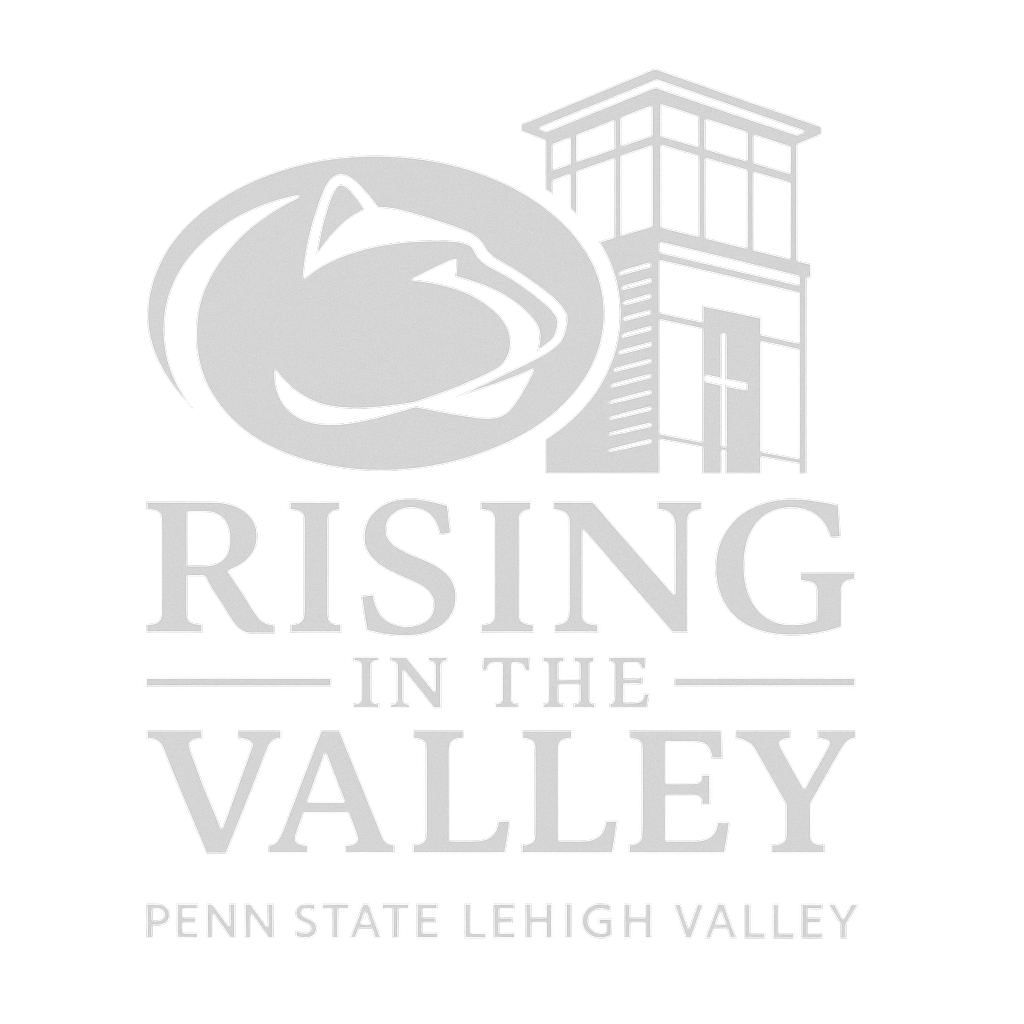 RISING
IN THE
VALLEY
PENN STATE LEHIGH VALLEY